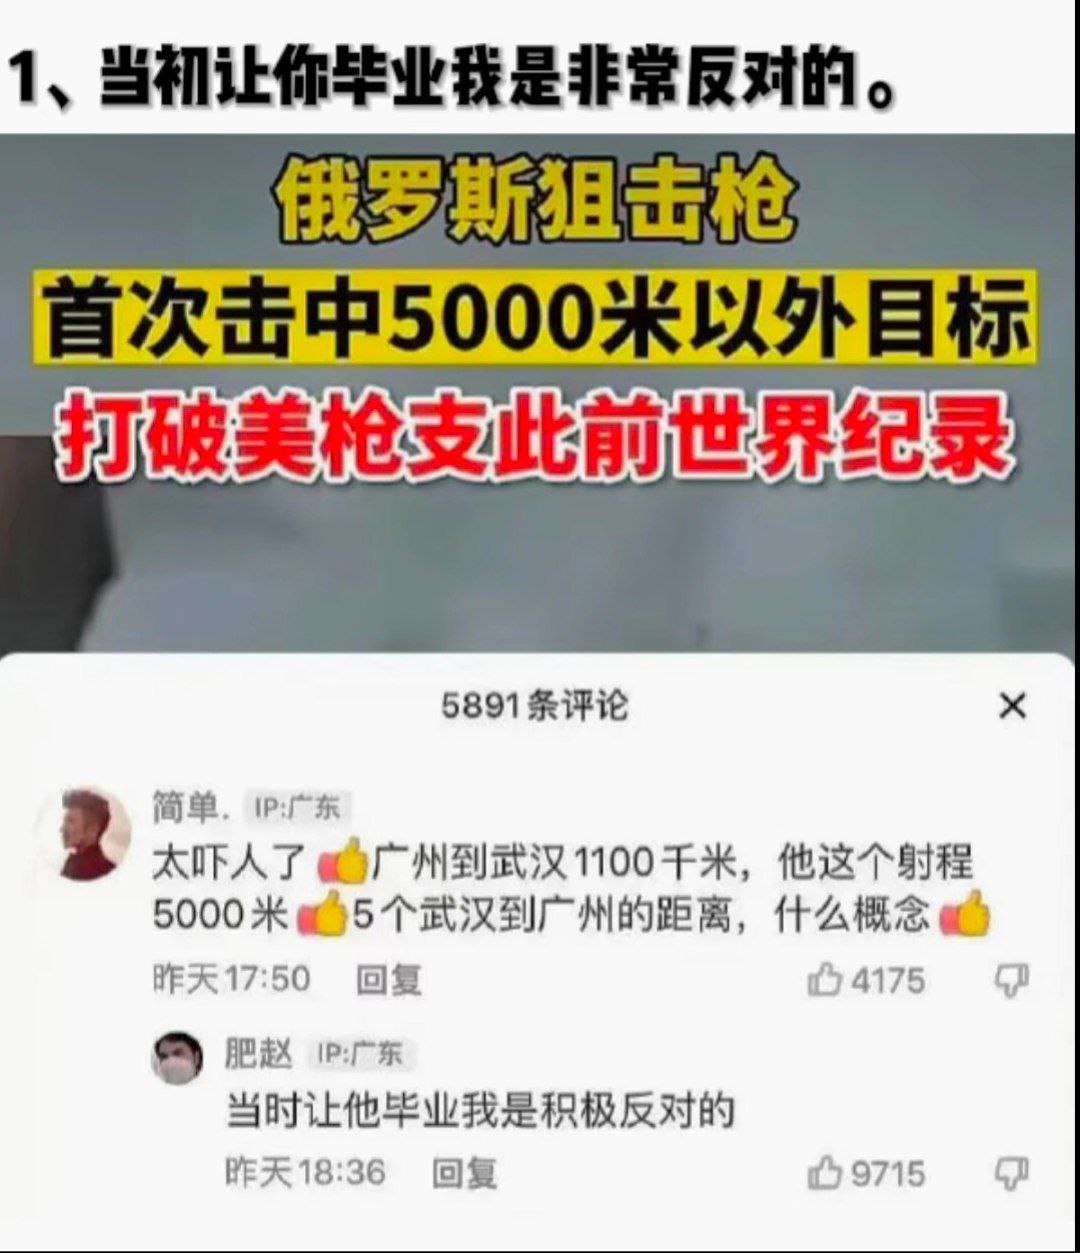 1、当初让你毕业我是非常反对的。
俄罗斯狙击枪
首次击中5000米以外目标
打破美枪支此前世界纪录
5891条评论
简单. IP:广东
太吓人了👍广州到武汉1100千米，他这个射程
5000米👍5个武汉到广州的距离，什么概念👍
昨天17:50 回复 4175
肥赵 IP:广东
当时让他毕业我是积极反对的
昨天18:36 回复 9715